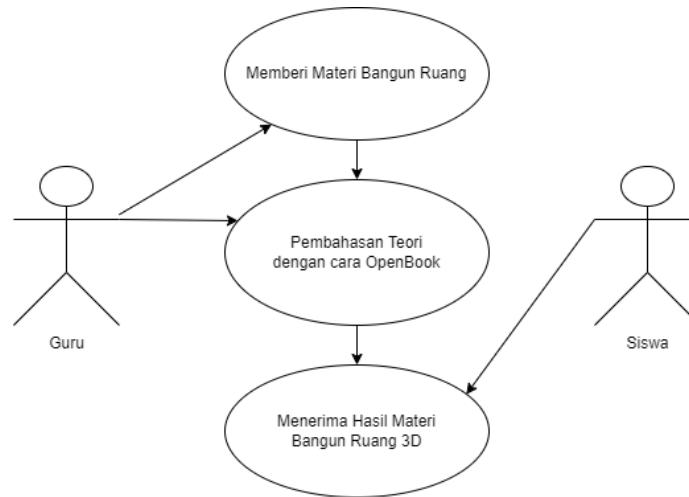 Memberi Materi Bangun Ruang
Pembahasan Teori
dengan cara OpenBook
Guru
Siswa
Menerima Hasil Materi
Bangun Ruang 3D